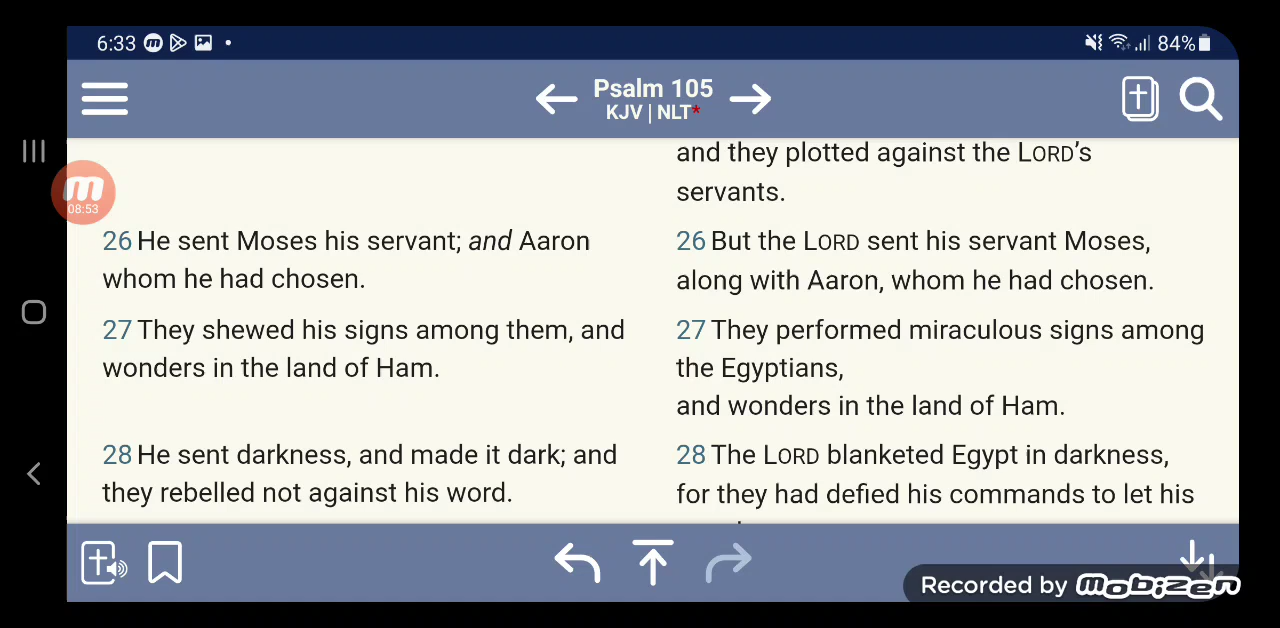 6:33
84%
Psalm 105
KJV | NLT*
m
08:53
and they plotted against the LORD’s
servants.
26 He sent Moses his servant; and Aaron
whom he had chosen.
26 But the LORD sent his servant Moses,
along with Aaron, whom he had chosen.
27 They shewed his signs among them, and
wonders in the land of Ham.
27 They performed miraculous signs among
the Egyptians,
and wonders in the land of Ham.
28 He sent darkness, and made it dark; and
they rebelled not against his word.
28 The LORD blanketed Egypt in darkness,
for they had defied his commands to let his
Recorded by Mobizen